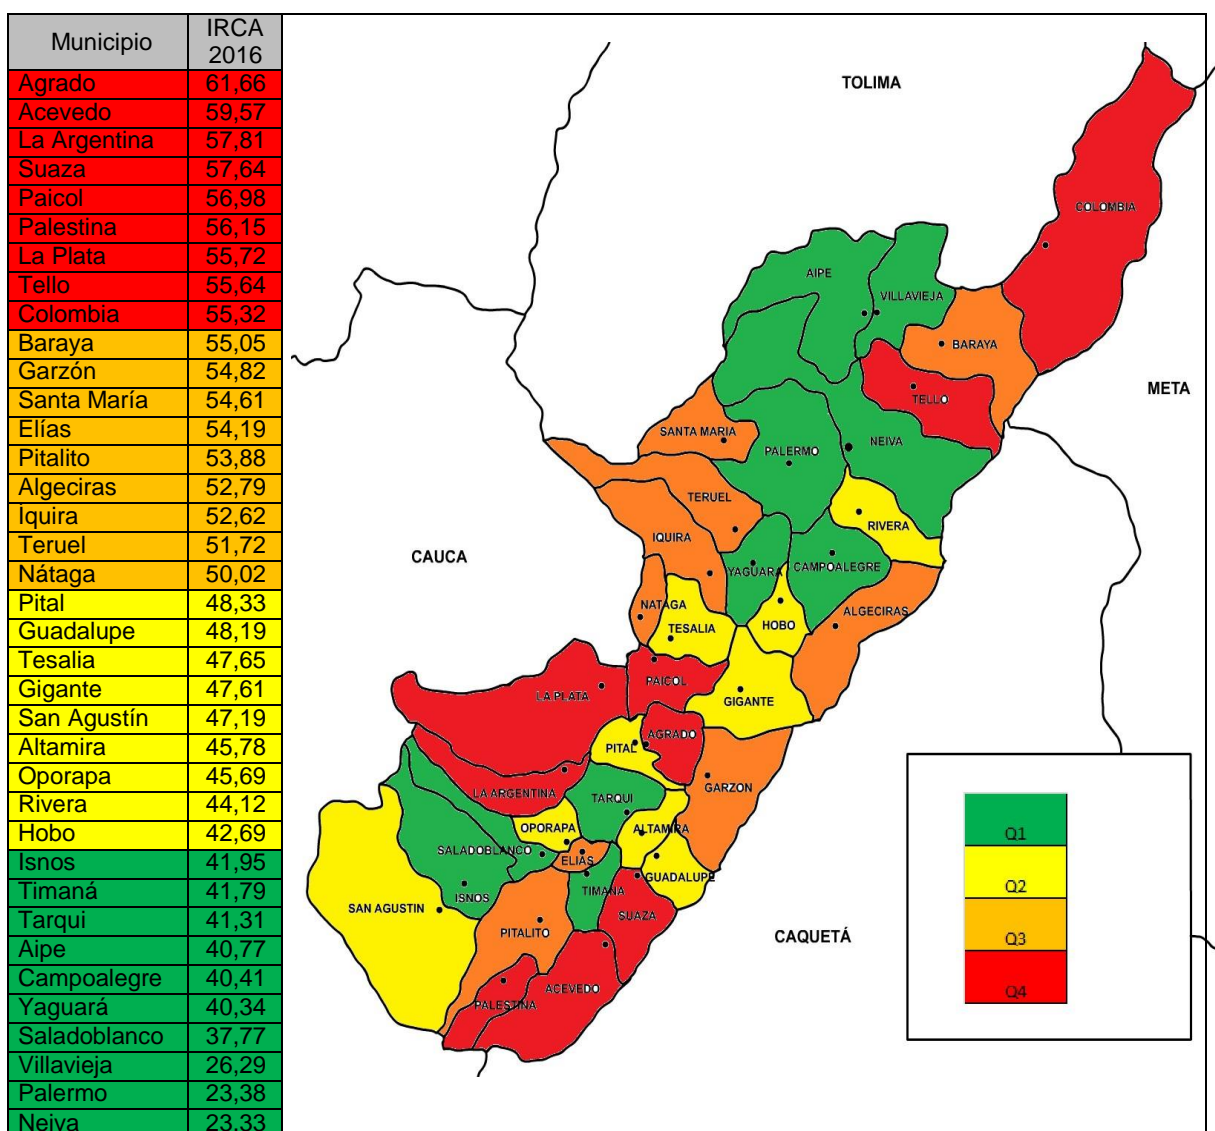 Municipio IRCA 2016
Agrado 61,66
Acevedo 59,57
La Argentina 57,81
Suaza 57,64
Paicol 56,98
Palestina 56,15
La Plata 55,72
Tello 55,64
Colombia 55,32
Baraya 55,05
Garzón 54,82
Santa María 54,61
Elías 54,19
Pitalito 53,88
Algeciras 52,79
Íquira 52,62
Teruel 51,72
Nátaga 50,02
Pital 48,33
Guadalupe 48,19
Tesalia 47,65
Gigante 47,61
San Agustín 47,19
Altamira 45,78
Oporapa 45,69
Rivera 44,12
Hobo 42,69
Isnos 41,95
Timaná 41,79
Tarqui 41,31
Aipe 40,77
Campoalegre 40,41
Yaguará 40,34
Saladoblanco 37,77
Villavieja 26,29
Palermo 23,38
Neiva 23,33
TOLIMA
COLOMBIA
AIPE
VILLAVIEJA
BARAYA
META
TELLO
SANTA MARIA
NEIVA
PALERMO
TERUEL
RIVERA
IQUIRA
CAUCA
YAGUARA
CAMPOALEGRE
NATAGA
ALGECIRAS
TESALIA
HOBO
PAICOL
LA PLATA
GIGANTE
AGRADO
PITAL
GARZON
LA ARGENTINA
TARQUI
OPORAPA
ALTAMIRA
SALADOBLANCO
ELIAS
GUADALUPE
TIMANA
ISNOS
SAN AGUSTIN
SUAZA
PITALITO
CAQUETÁ
ACEVEDO
PALESTINA
Q1
Q2
Q3
Q4